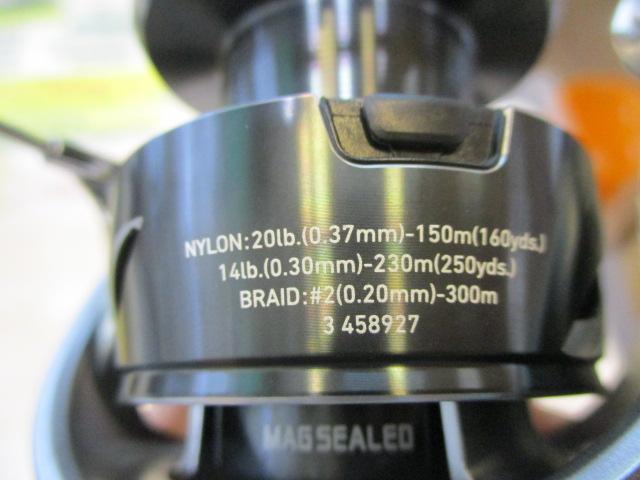 NYLON:20lb.(0.37mm)-150m(160yds.)
14lb.(0.30mm)-230m(250yds.)
BRAID:#2(0.20mm)-300m
3 458927
MAGSEALED